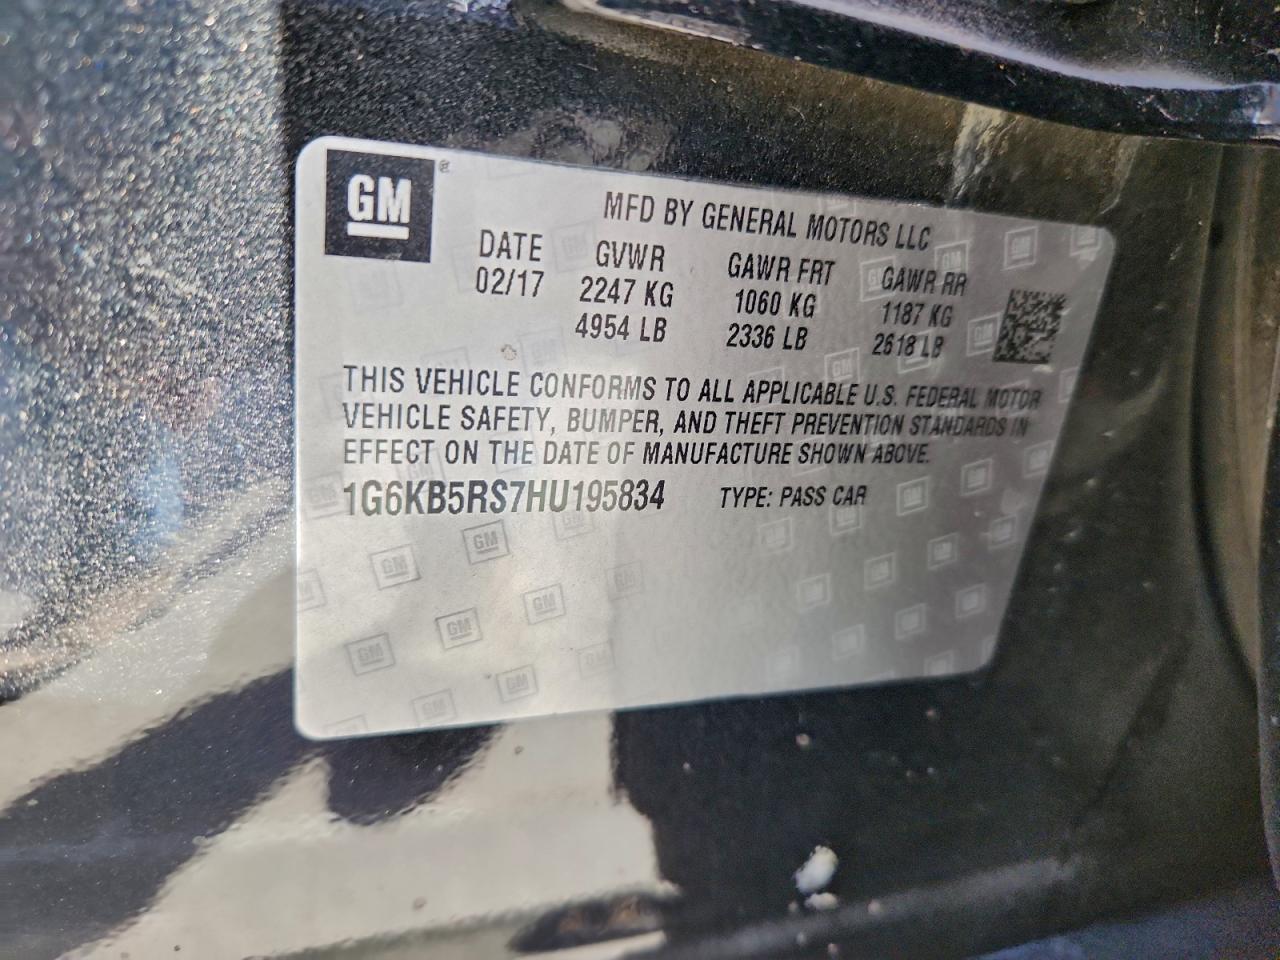 GM
MFD BY GENERAL MOTORS LLC
DATE GVWR GAWR FRT GAWR RR
02/17 2247 KG 1060 KG 1187 KG
4954 LB 2336 LB 2618 LB
THIS VEHICLE CONFORMS TO ALL APPLICABLE U.S. FEDERAL MOTOR
VEHICLE SAFETY, BUMPER, AND THEFT PREVENTION STANDARDS IN
EFFECT ON THE DATE OF MANUFACTURE SHOWN ABOVE.
1G6KB5RS7HU195834 TYPE: PASS CAR